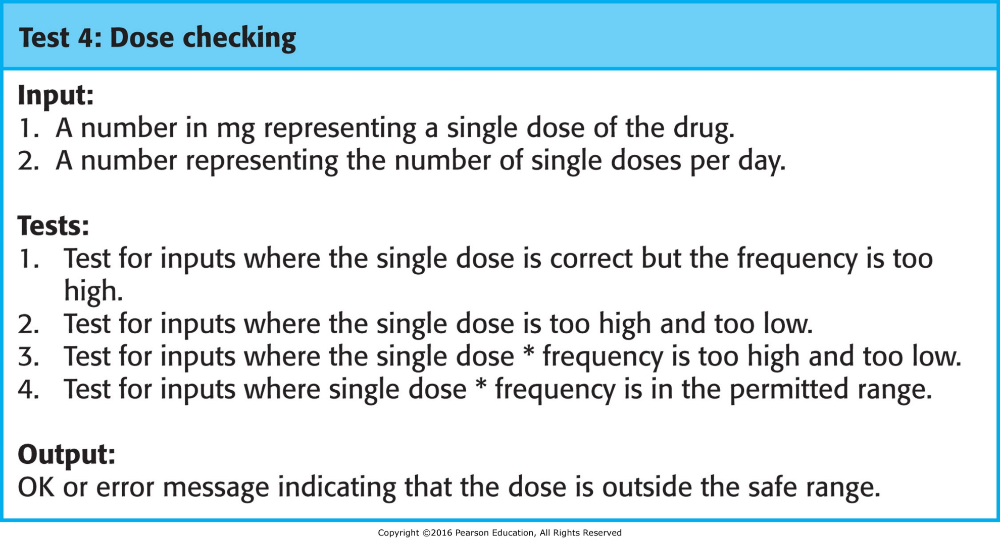 Test 4: Dose checking
Input:
1. A number in mg representing a single dose of the drug.
2. A number representing the number of single doses per day.
Tests:
1. Test for inputs where the single dose is correct but the frequency is too
high.
2. Test for inputs where the single dose is too high and too low.
3. Test for inputs where the single dose * frequency is too high and too low.
4. Test for inputs where single dose * frequency is in the permitted range.
Output:
OK or error message indicating that the dose is outside the safe range.
Copyright ©2016 Pearson Education, All Rights Reserved